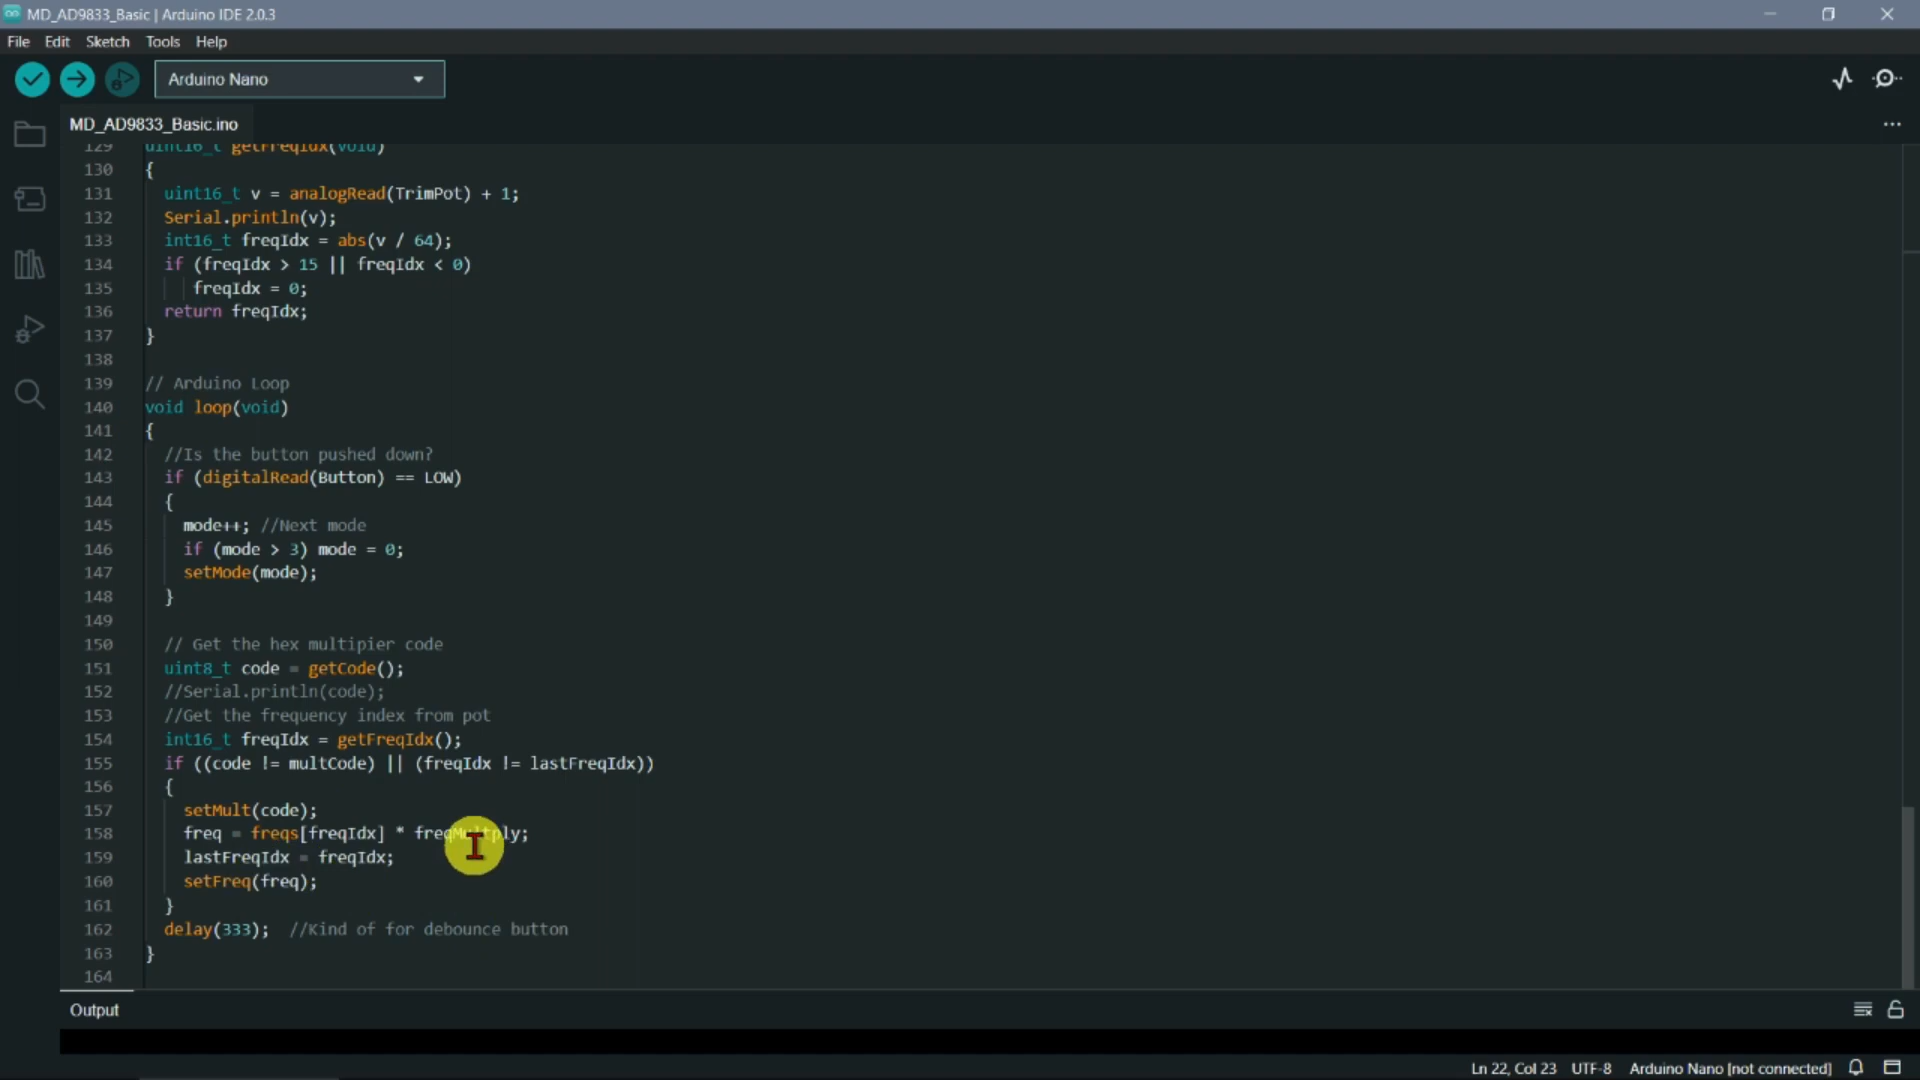 MD_AD9833_Basic | Arduino IDE 2.0.3
File Edit Sketch Tools Help
Arduino Nano
MD_AD9833_Basic.ino
129 uint16_t getFreqIdx(void)
130 {
131 uint16_t v = analogRead(TrimPot) + 1;
132 Serial.println(v);
133 int16_t freqIdx = abs(v / 64);
134 if (freqIdx > 15 || freqIdx < 0)
135 freqIdx = 0;
136 return freqIdx;
137 }
138
139 // Arduino Loop
140 void loop(void)
141 {
142 //Is the button pushed down?
143 if (digitalRead(Button) == LOW)
144 {
145 mode++; //Next mode
146 if (mode > 3) mode = 0;
147 setMode(mode);
148 }
149
150 // Get the hex multipier code
151 uint8_t code = getCode();
152 //Serial.println(code);
153 //Get the frequency index from pot
154 int16_t freqIdx = getFreqIdx();
155 if ((code != multCode) || (freqIdx != lastFreqIdx))
156 {
157 setMult(code);
158 freq = freqs[freqIdx] * freqMultply;
159 lastFreqIdx = freqIdx;
160 setFreq(freq);
161 }
162 delay(333); //Kind of for debounce button
163 }
164
Output
Ln 22, Col 23 UTF-8 Arduino Nano [not connected]